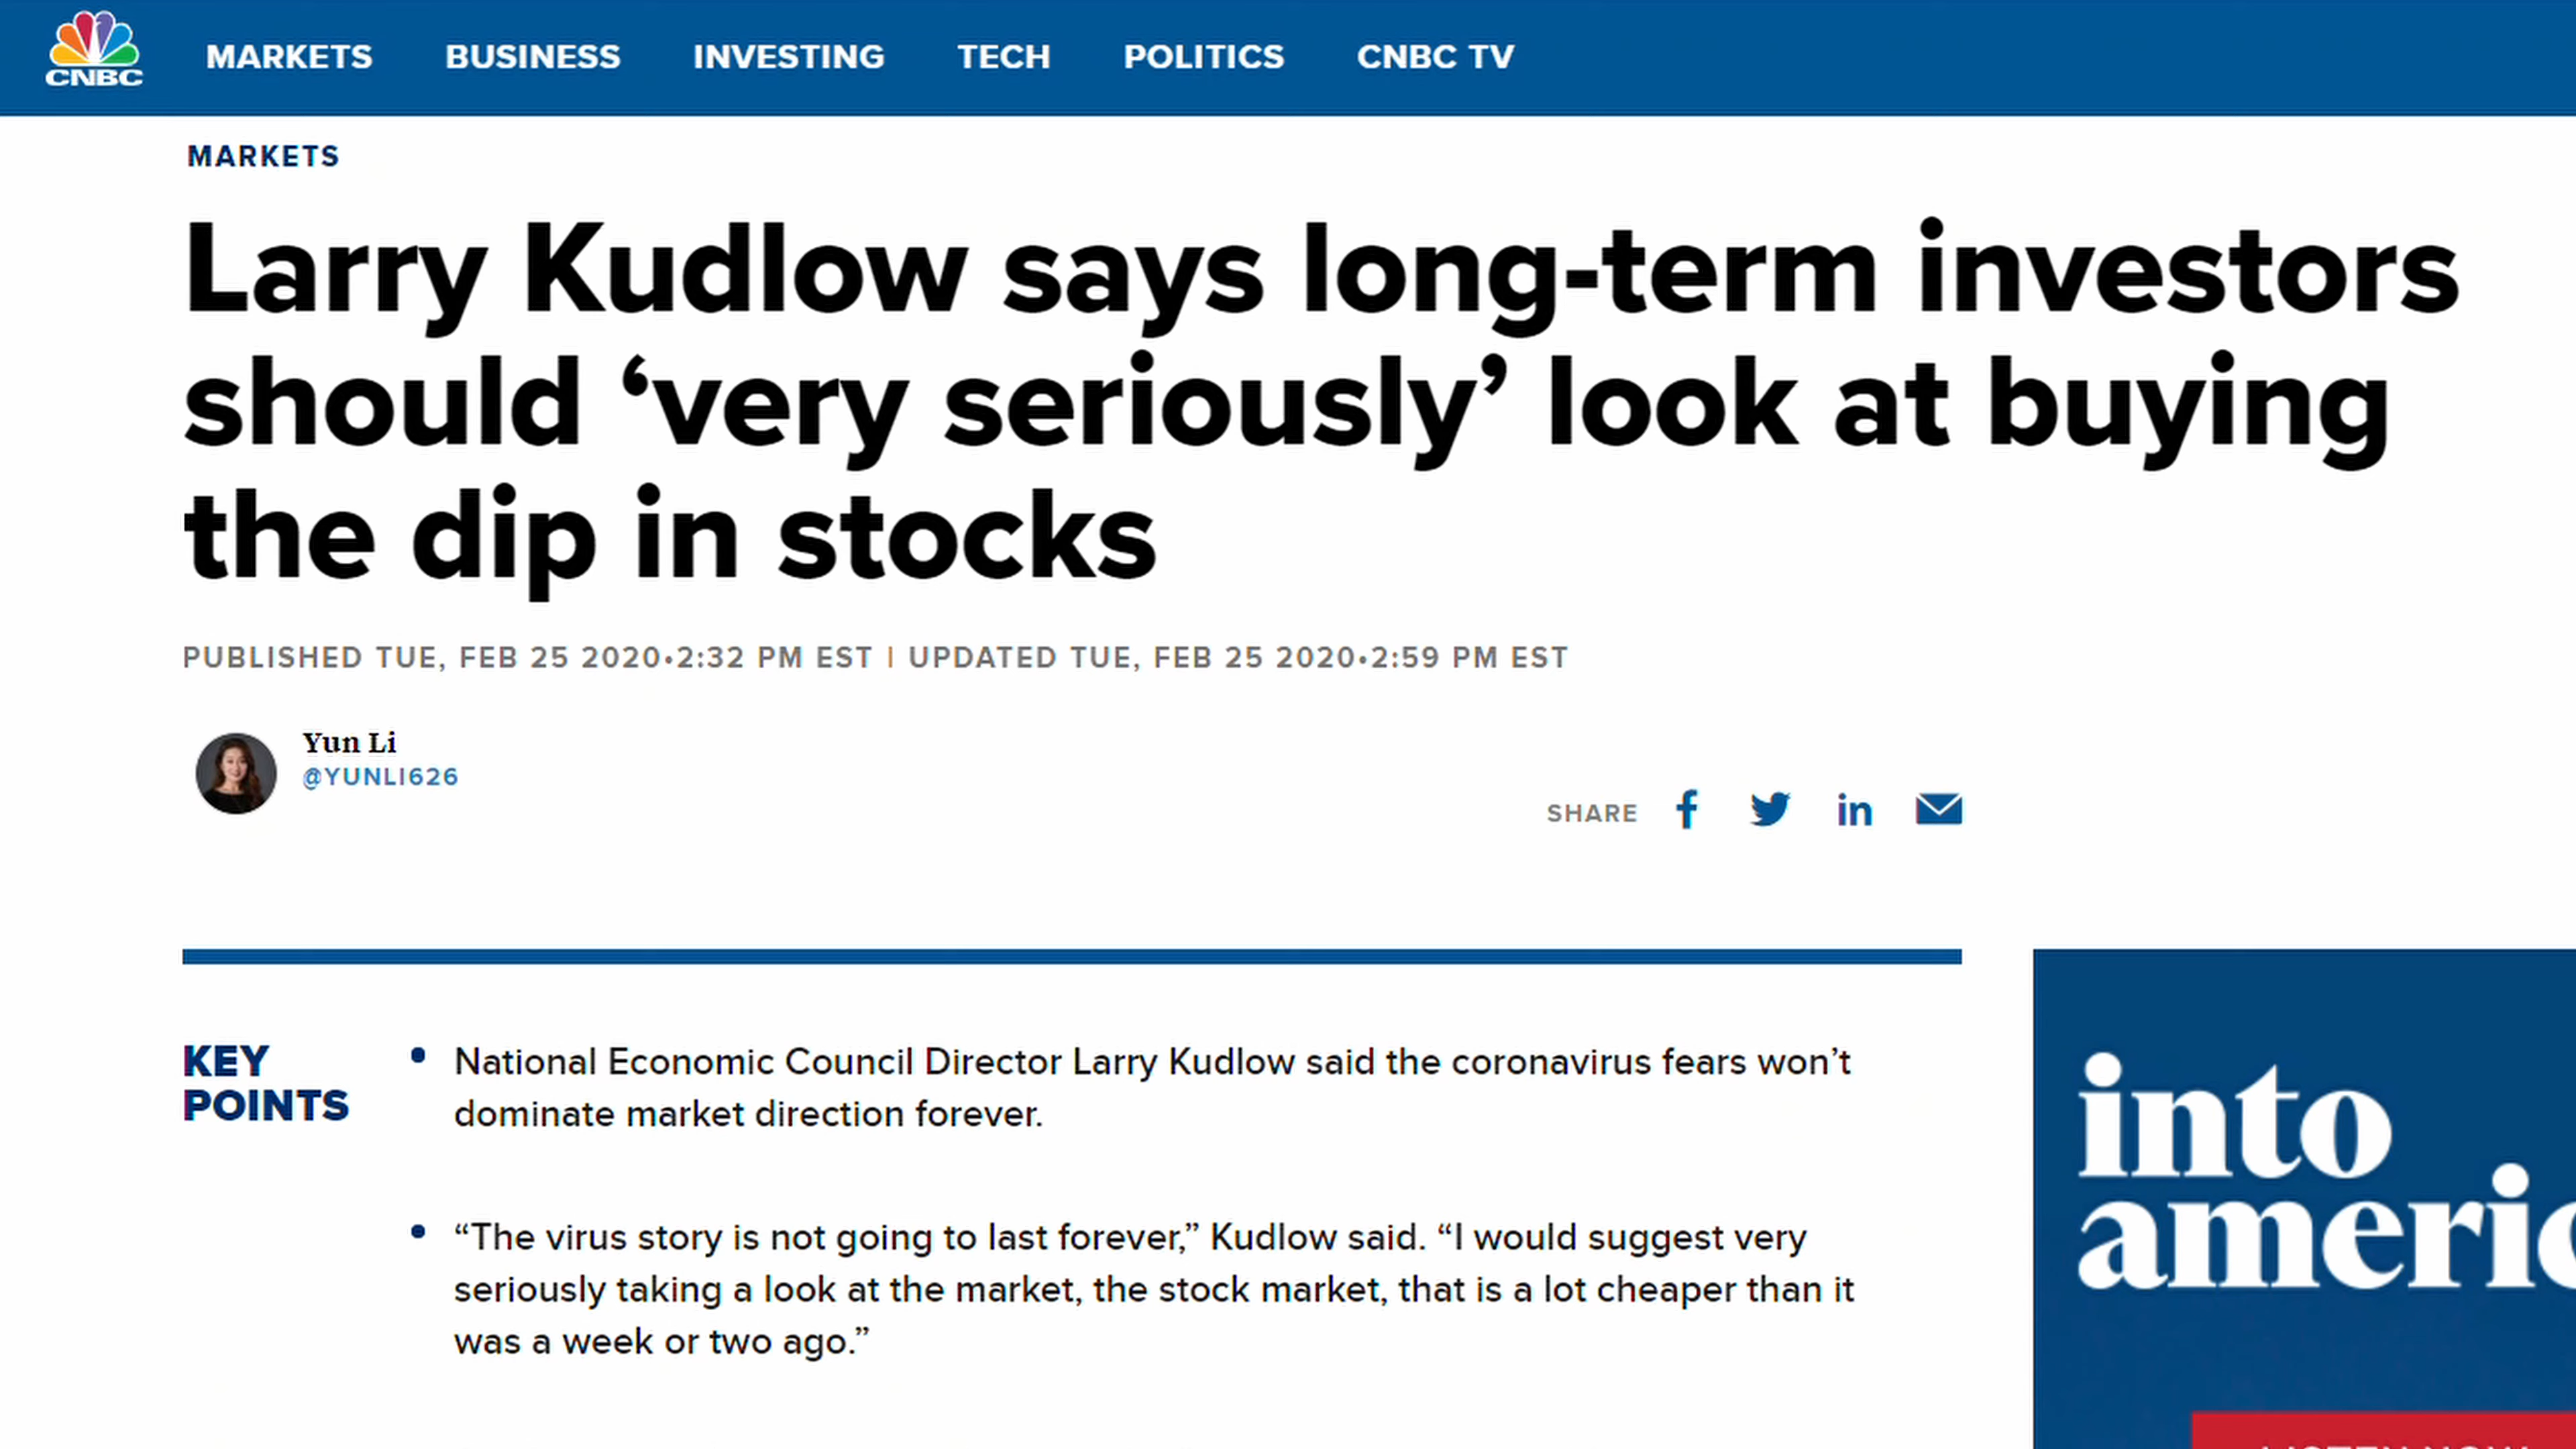 CNBC
MARKETS BUSINESS INVESTING TECH POLITICS CNBC TV
MARKETS
Larry Kudlow says long-term investors
should ‘very seriously’ look at buying
the dip in stocks
PUBLISHED TUE, FEB 25 2020•2:32 PM EST | UPDATED TUE, FEB 25 2020•2:59 PM EST
Yun Li
@YUNLI626
SHARE
KEY
POINTS
• National Economic Council Director Larry Kudlow said the coronavirus fears won’t
dominate market direction forever.
• “The virus story is not going to last forever,” Kudlow said. “I would suggest very
seriously taking a look at the market, the stock market, that is a lot cheaper than it
was a week or two ago.”
into
americ